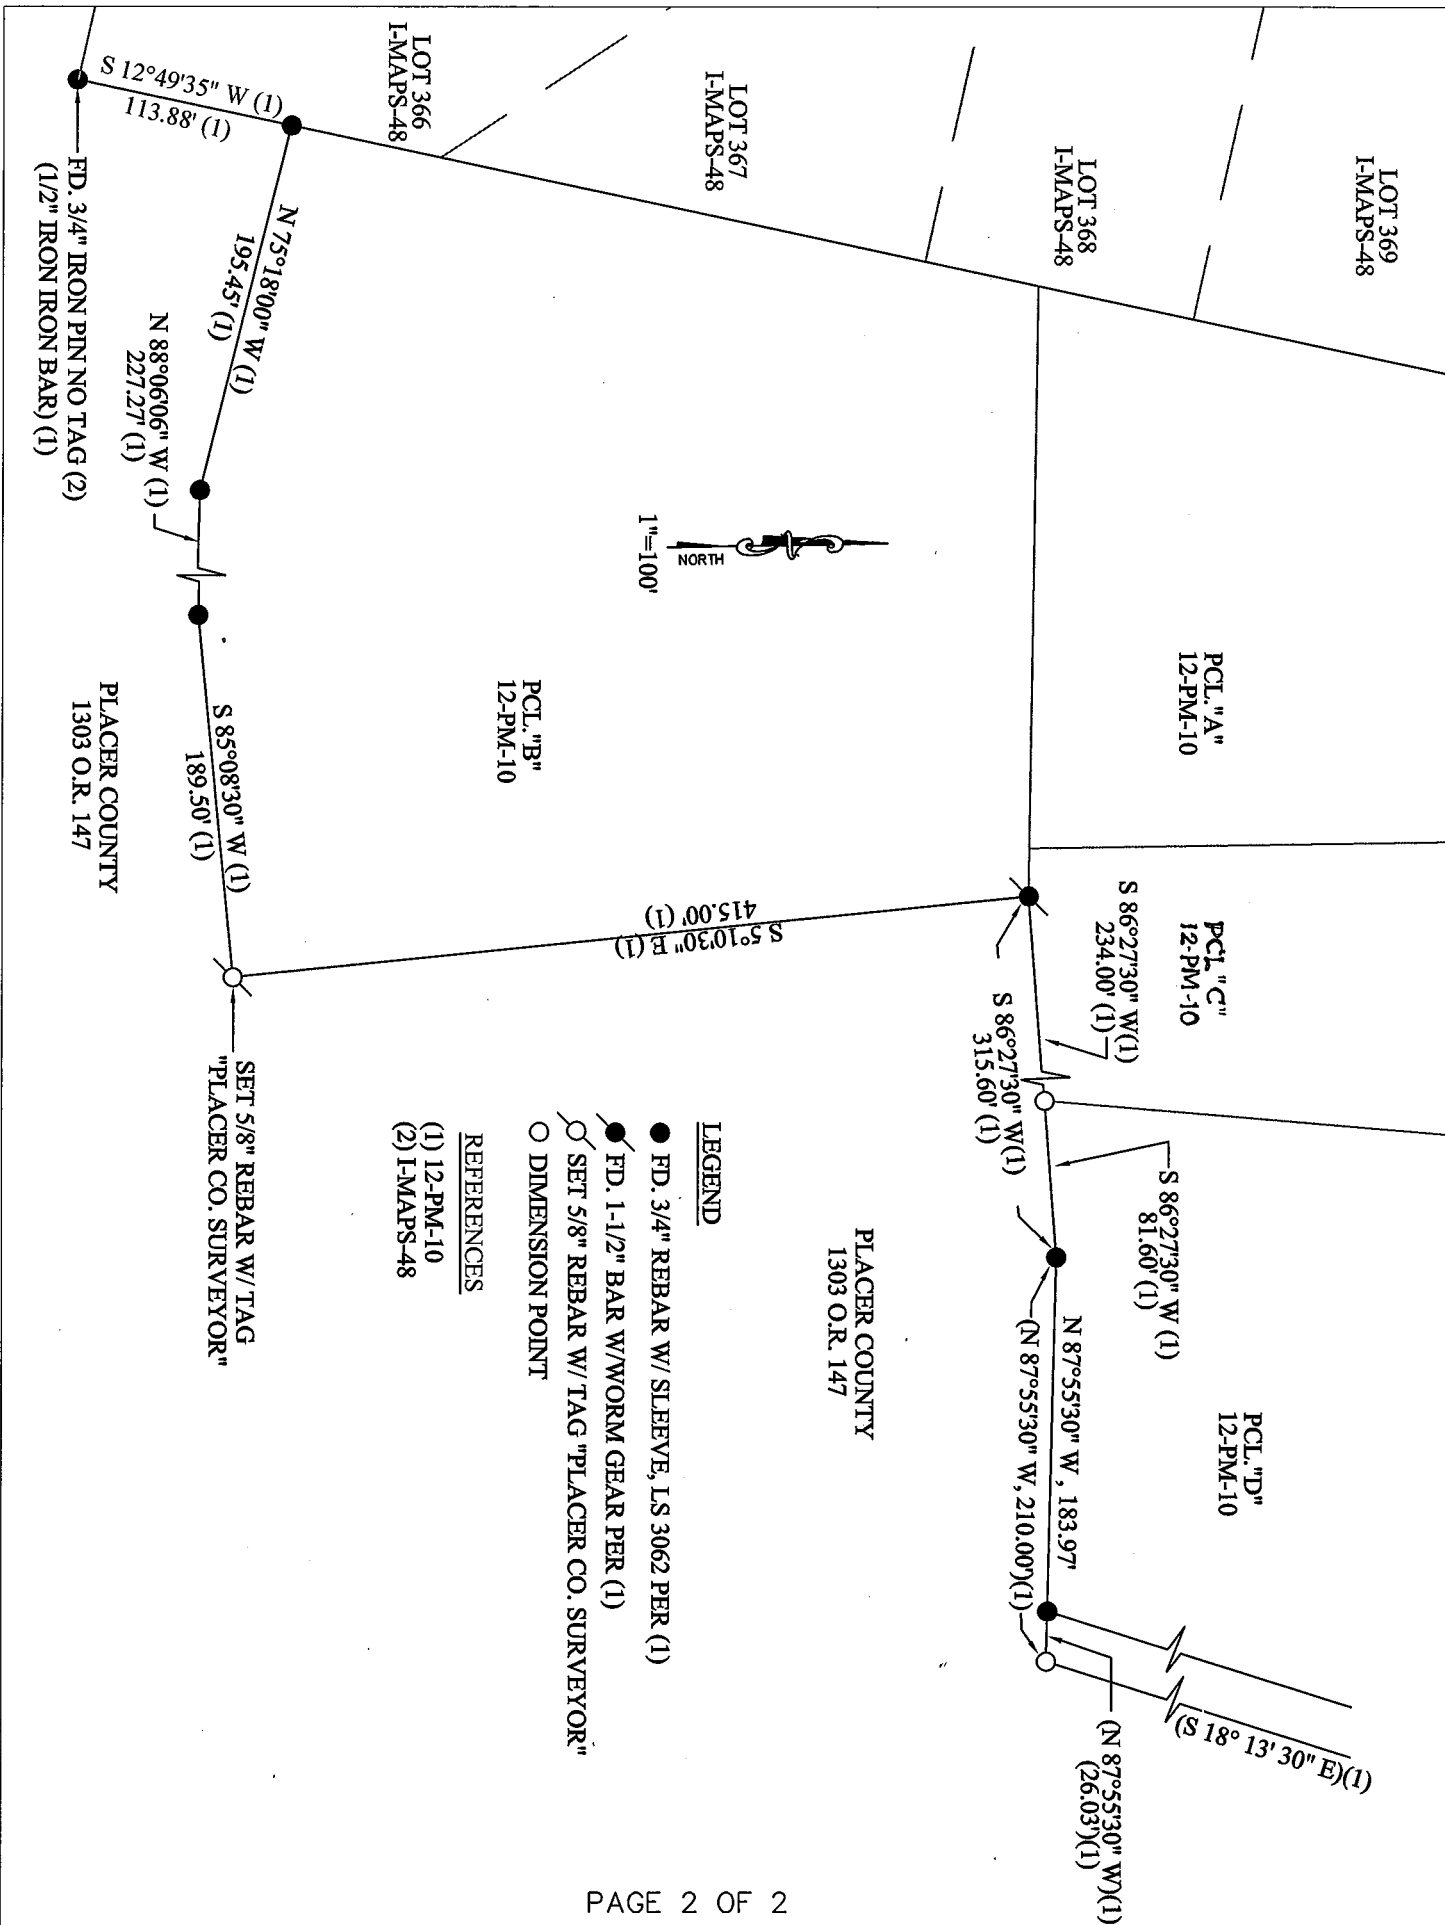 LOT 369
I-MAPS-48
LOT 368
I-MAPS-48
LOT 367
I-MAPS-48
LOT 366
I-MAPS-48
S 12°49'35" W (1)
113.88' (1)
FD. 3/4" IRON PIN NO TAG (2)
(1/2" IRON IRON BAR) (1)
N 75°18'00" W (1)
195.45' (1)
N 88°06'06" W (1)
227.27' (1)
1"=100'
NORTH
PCL. "A"
12-PM-10
PCL. "B"
12-PM-10
S 85°08'30" W (1)
189.50' (1)
PLACER COUNTY
1303 O.R. 147
S 5°10'30" E (1)
415.00' (1)
PCL "C"
12-PM-10
S 86°27'30" W(1)
234.00' (1)
S 86°27'30" W(1)
315.60' (1)
S 86°27'30" W (1)
81.60' (1)
PCL. "D"
12-PM-10
N 87°55'30" W , 183.97'
(N 87°55'30" W, 210.00')(1)
(S 18° 13' 30" E)(1)
(N 87°55'30" W)(1)
(26.03')(1)
PLACER COUNTY
1303 O.R. 147
LEGEND
FD. 3/4" REBAR W/ SLEEVE, LS 3062 PER (1)
FD. 1-1/2" BAR W/WORM GEAR PER (1)
SET 5/8" REBAR W/ TAG "PLACER CO. SURVEYOR"
DIMENSION POINT
REFERENCES
(1) 12-PM-10
(2) I-MAPS-48
SET 5/8" REBAR W/ TAG
"PLACER CO. SURVEYOR"
PAGE 2 OF 2